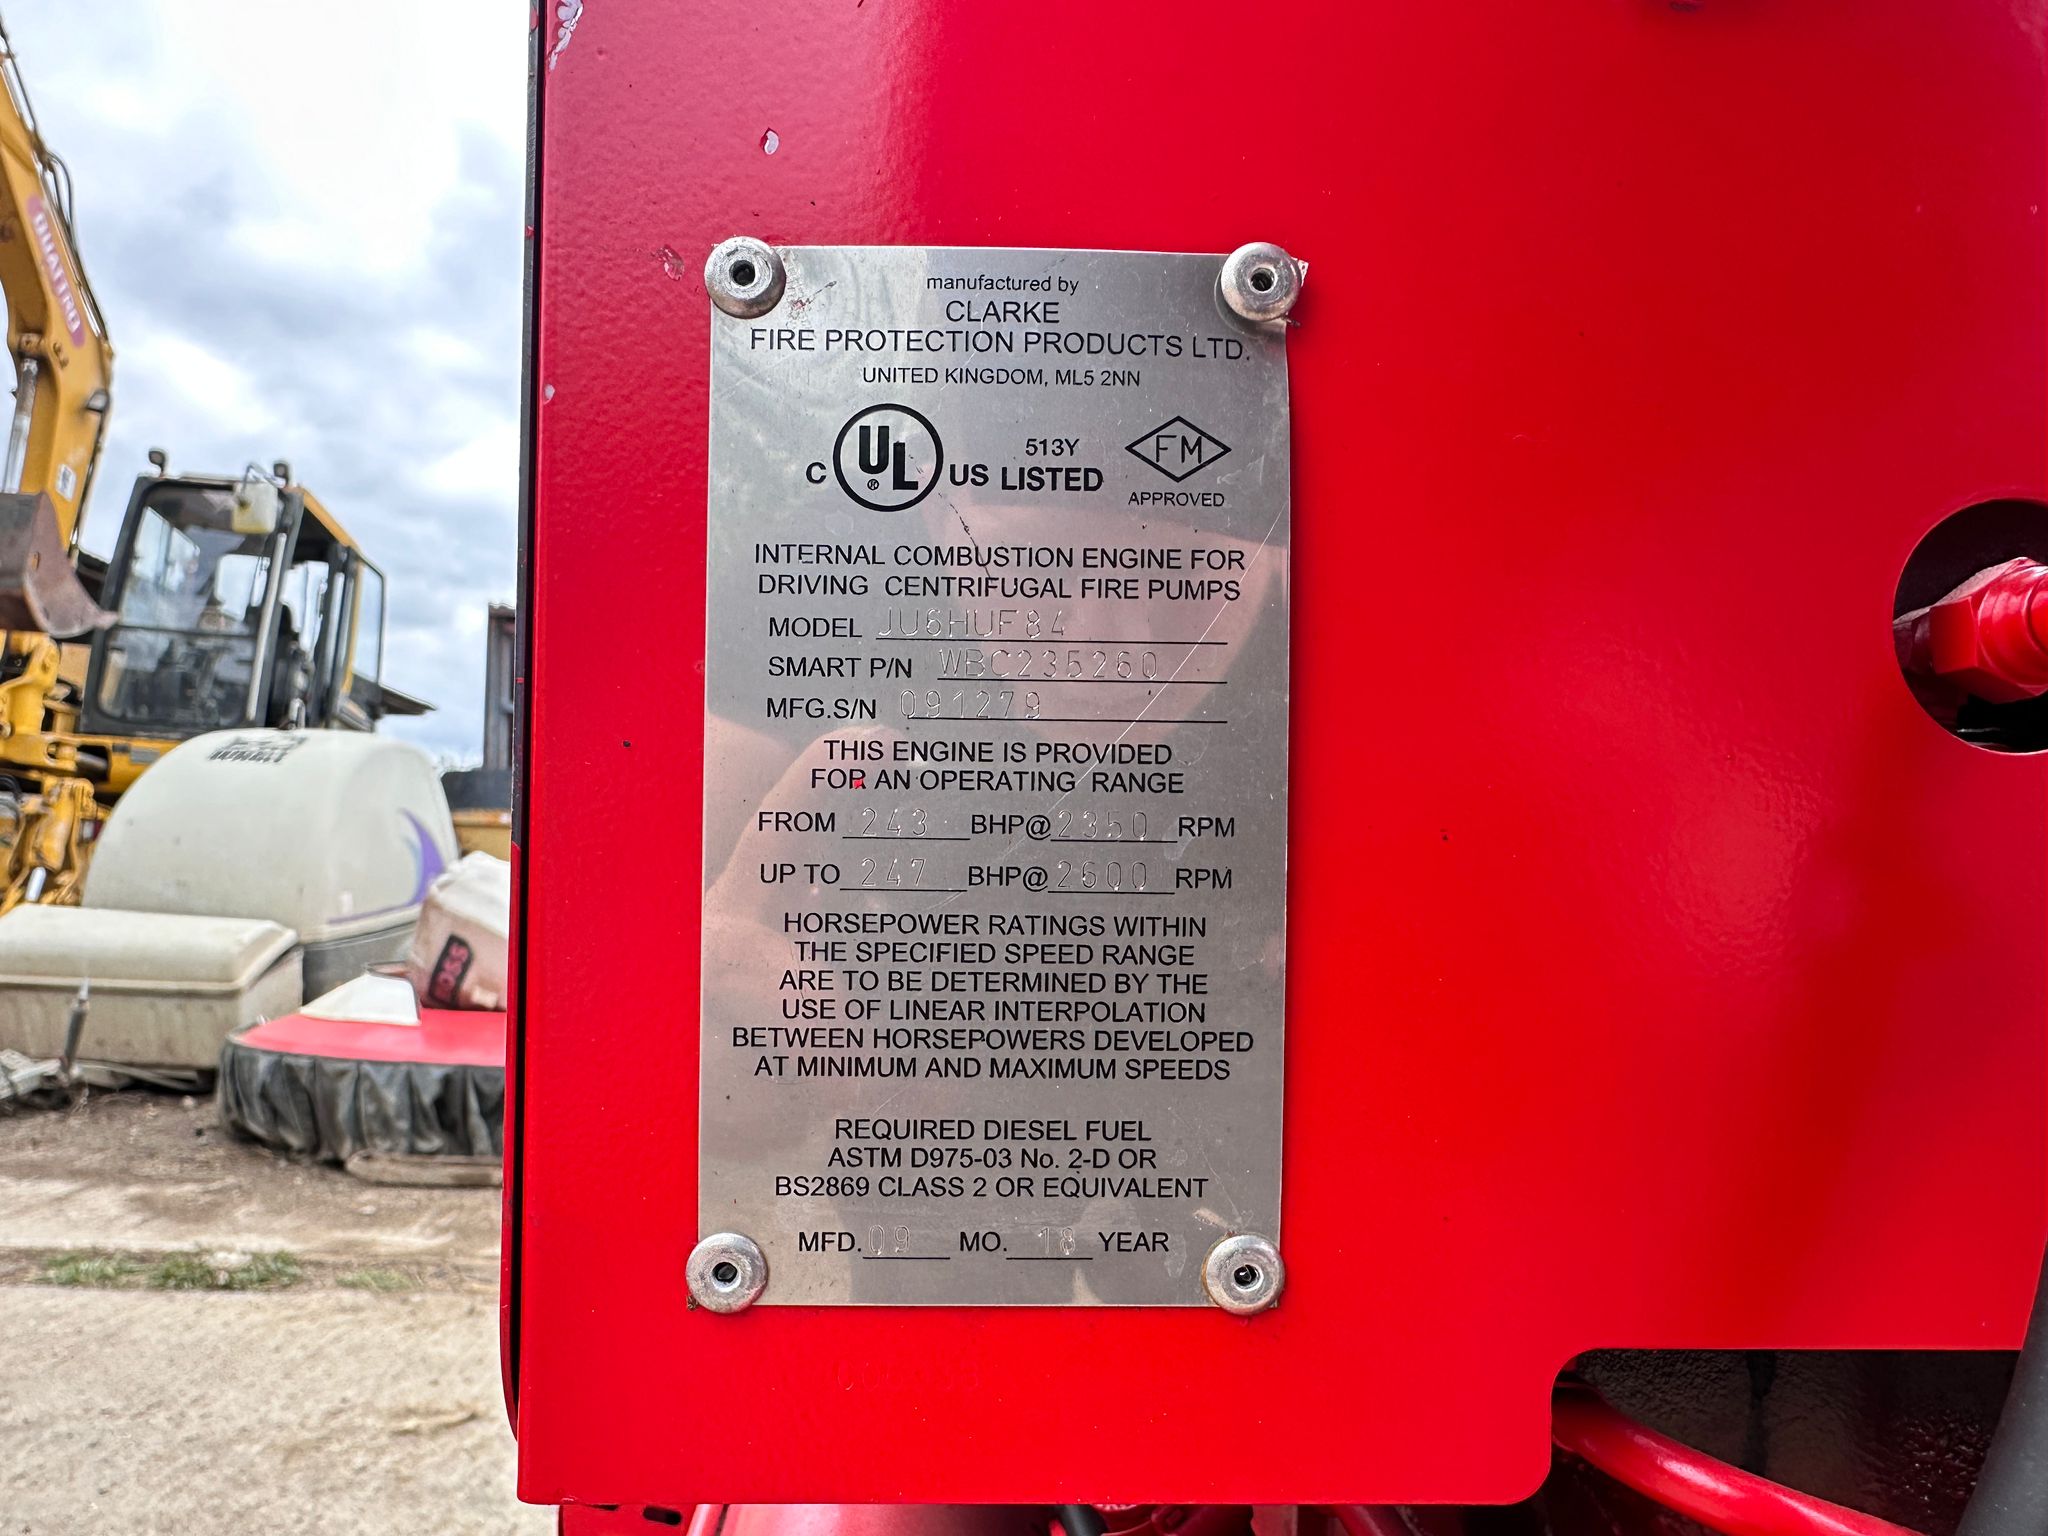 manufactured by
CLARKE
FIRE PROTECTION PRODUCTS LTD.
UNITED KINGDOM, ML5 2NN
C UL ® US 513Y LISTED
FM
APPROVED
INTERNAL COMBUSTION ENGINE FOR
DRIVING CENTRIFUGAL FIRE PUMPS
MODEL JU6HUF84
SMART P/N WBC235260
MFG.S/N 091279
THIS ENGINE IS PROVIDED
FOR AN OPERATING RANGE
FROM 243 BHP@ 2350 RPM
UP TO 247 BHP@ 2600 RPM
HORSEPOWER RATINGS WITHIN
THE SPECIFIED SPEED RANGE
ARE TO BE DETERMINED BY THE
USE OF LINEAR INTERPOLATION
BETWEEN HORSEPOWERS DEVELOPED
AT MINIMUM AND MAXIMUM SPEEDS
REQUIRED DIESEL FUEL
ASTM D975-03 No. 2-D OR
BS2869 CLASS 2 OR EQUIVALENT
MFD. 09 MO. 18 YEAR
QUATTRO